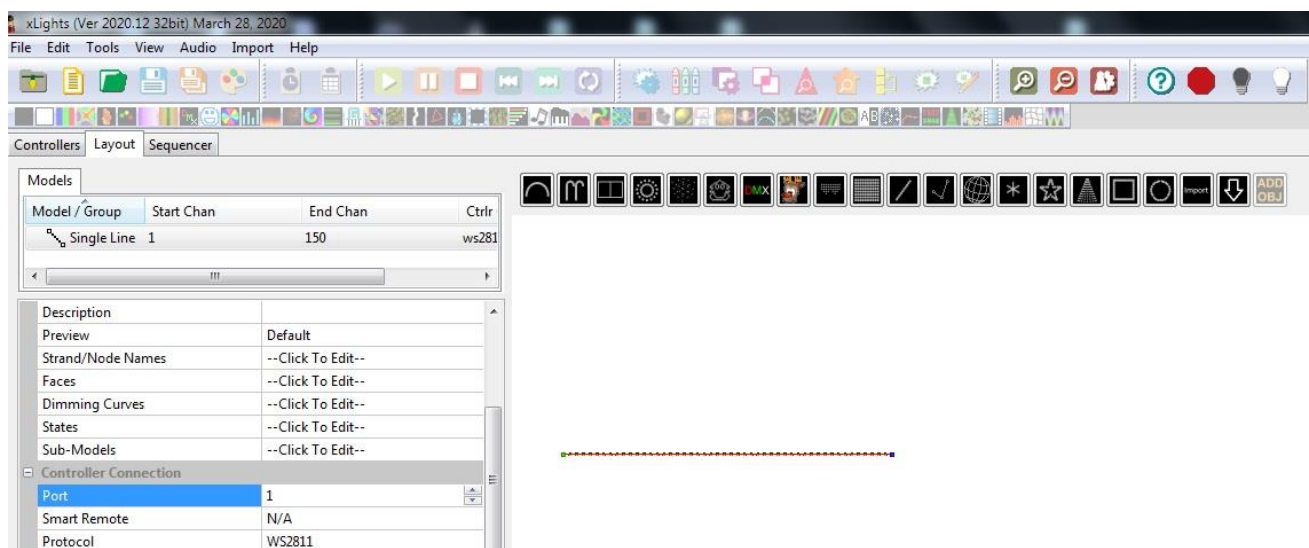 xLights (Ver 2020.12 32bit) March 28, 2020
File Edit Tools View Audio Import Help
Controllers Layout Sequencer
Models
DMX
Import
ADD
OBJ
Model / Group Start Chan End Chan Ctrlr
Single Line 1 150 ws281
Description
Preview Default
Strand/Node Names --Click To Edit--
Faces --Click To Edit--
Dimming Curves --Click To Edit--
States --Click To Edit--
Sub-Models --Click To Edit--
Controller Connection
Port 1
Smart Remote N/A
Protocol WS2811